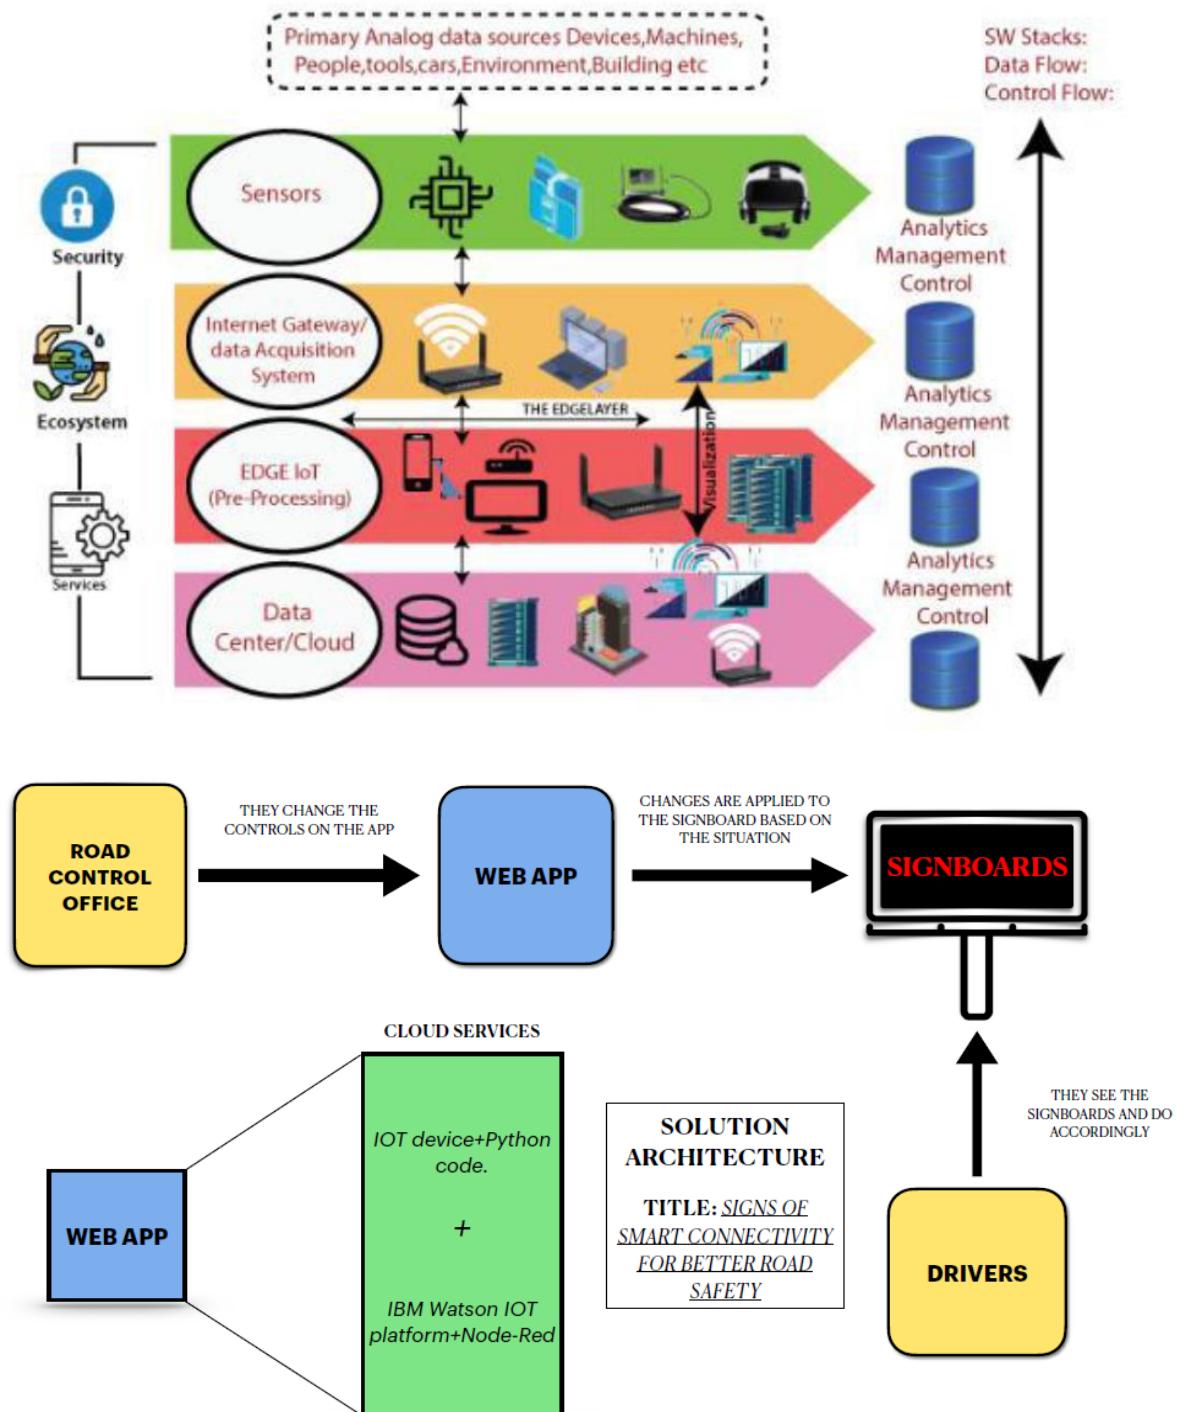 Primary Analog data sources Devices,Machines,
People,tools,cars,Environment,Building etc
SW Stacks:
Data Flow:
Control Flow:
Sensors
Security
Analytics
Management
Control
Internet Gateway/
data Acquisition
System
Ecosystem
THE EDGELAYER
Visualization
Analytics
Management
Control
EDGE IoT
(Pre-Processing)
Services
Analytics
Management
Control
Data
Center/Cloud
ROAD
CONTROL
OFFICE
THEY CHANGE THE
CONTROLS ON THE APP
WEB APP
CHANGES ARE APPLIED TO
THE SIGNBOARD BASED ON
THE SITUATION
SIGNBOARDS
THEY SEE THE
SIGNBOARDS AND DO
ACCORDINGLY
DRIVERS
CLOUD SERVICES
WEB APP
IOT device+Python
code.
+
IBM Watson IOT
platform+Node-Red
SOLUTION
ARCHITECTURE
TITLE: SIGNS OF
SMART CONNECTIVITY
FOR BETTER ROAD
SAFETY